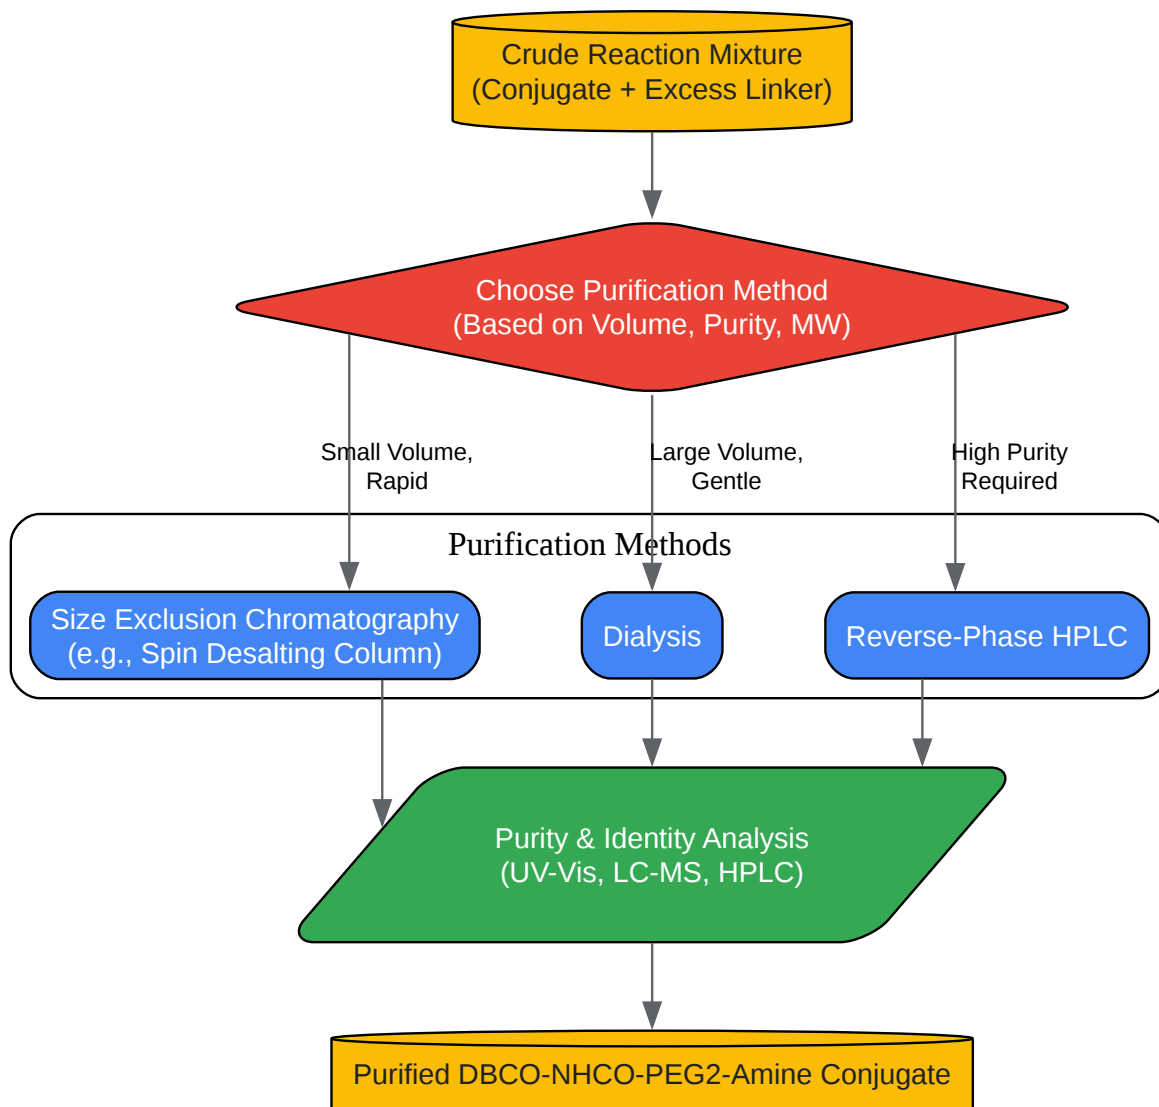 Crude Reaction Mixture
(Conjugate + Excess Linker)
Choose Purification Method
(Based on Volume, Purity, MW)
Small Volume,
Rapid
Large Volume,
Gentle
High Purity
Required
Purification Methods
Size Exclusion Chromatography
(e.g., Spin Desalting Column)
Dialysis
Reverse-Phase HPLC
Purity & Identity Analysis
(UV-Vis, LC-MS, HPLC)
Purified DBCO-NHCO-PEG2-Amine Conjugate